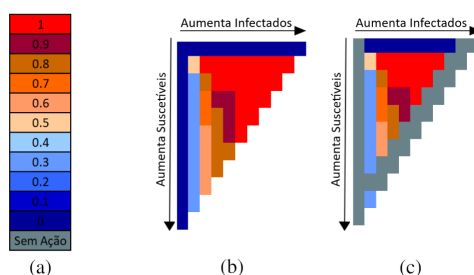 1
0.9
0.8
0.7
0.6
0.5
0.4
0.3
0.2
0.1
0
Sem Ação
(a)
Aumenta Infectados
Aumenta Suscetíveis
(b)
Aumenta Infectados
Aumenta Suscetíveis
(c)